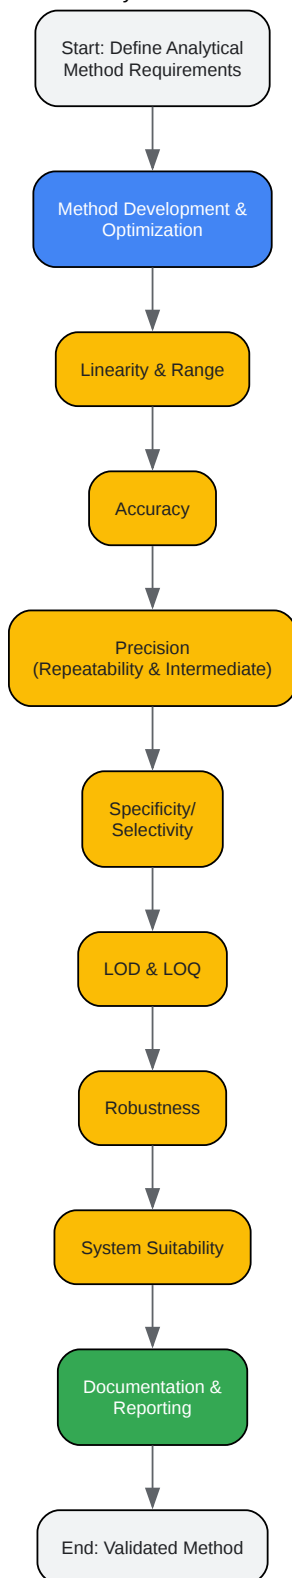 Start: Define Analytical
Method Requirements
Method Development &
Optimization
Linearity & Range
Accuracy
Precision
(Repeatability & Intermediate)
Specificity/
Selectivity
LOD & LOQ
Robustness
System Suitability
Documentation &
Reporting
End: Validated Method